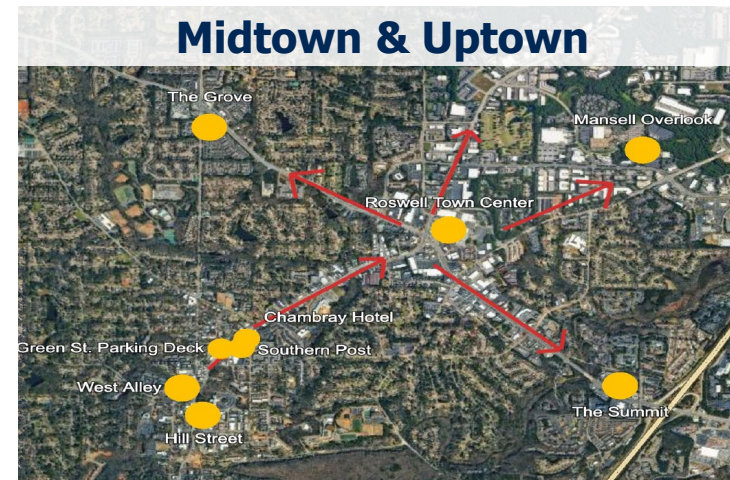 Midtown & Uptown
The Grove
Mansell Overlook
Roswell Town Center
Chambray Hotel
Green St. Parking Deck
Southern Post
West Alley
The Summit
Hill Street